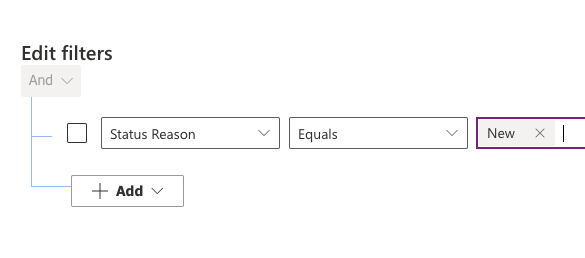 Edit filters
And
Status Reason Equals New
Add